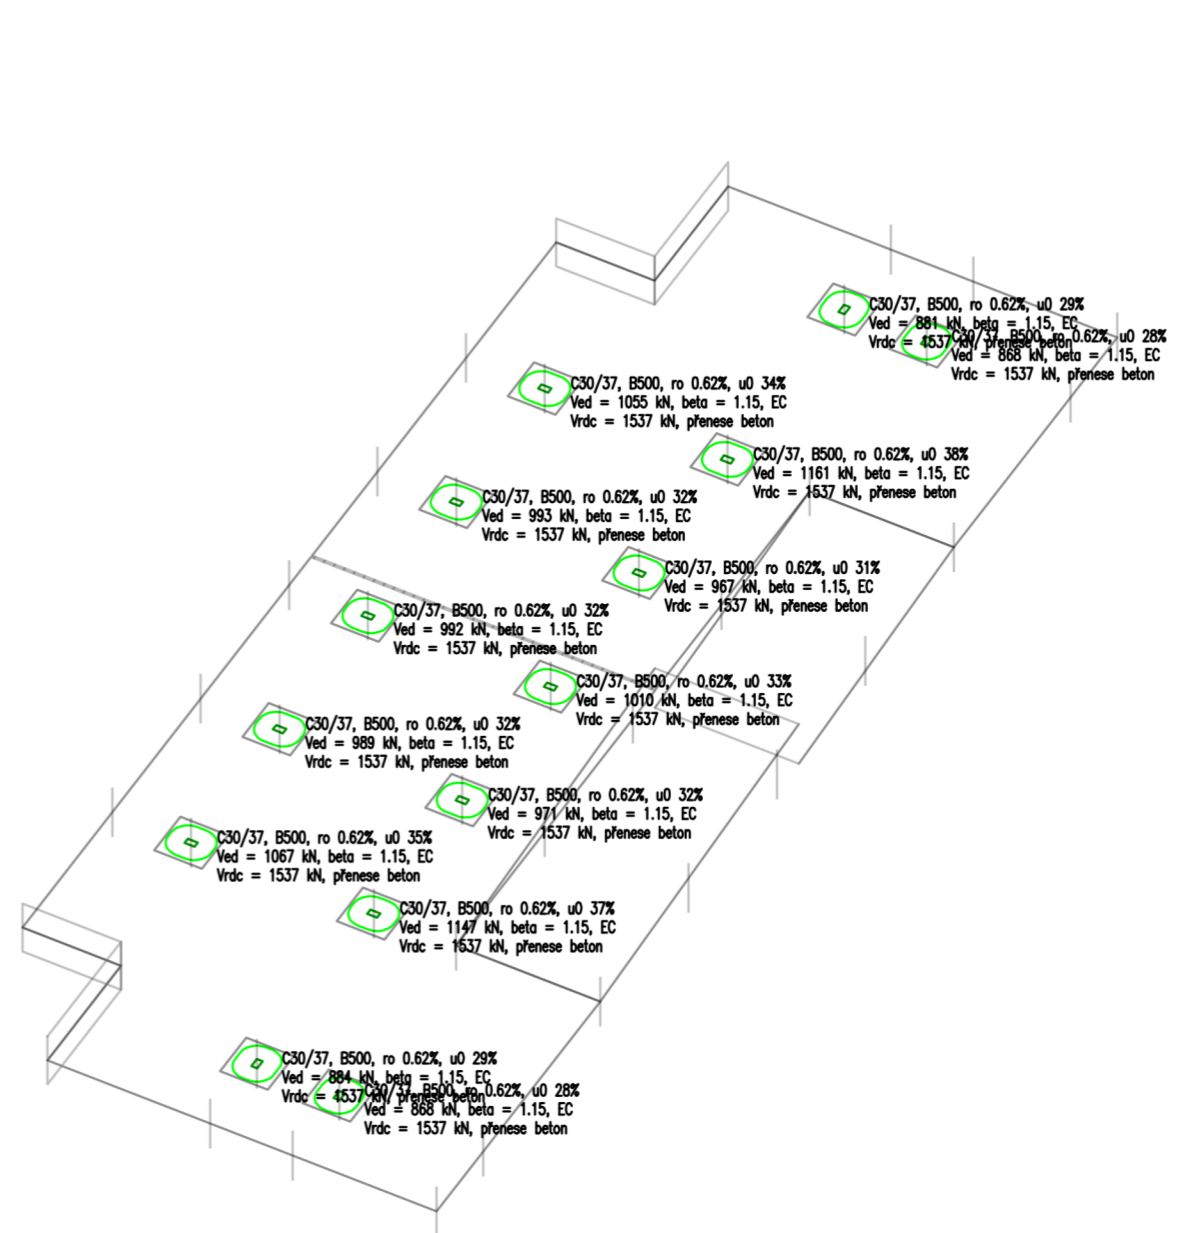 C30/37, B500, ro 0.62%, u0 29%
Ved = 881 kN, beta = 1.15, EC
Vrdc = 1537 kN, přenese beton
C30/37, B500, ro 0.62%, u0 28%
Ved = 868 kN, beta = 1.15, EC
Vrdc = 1537 kN, přenese beton
C30/37, B500, ro 0.62%, u0 34%
Ved = 1055 kN, beta = 1.15, EC
Vrdc = 1537 kN, přenese beton
C30/37, B500, ro 0.62%, u0 38%
Ved = 1161 kN, beta = 1.15, EC
Vrdc = 1537 kN, přenese beton
C30/37, B500, ro 0.62%, u0 32%
Ved = 993 kN, beta = 1.15, EC
Vrdc = 1537 kN, přenese beton
C30/37, B500, ro 0.62%, u0 31%
Ved = 967 kN, beta = 1.15, EC
Vrdc = 1537 kN, přenese beton
C30/37, B500, ro 0.62%, u0 32%
Ved = 992 kN, beta = 1.15, EC
Vrdc = 1537 kN, přenese beton
C30/37, B500, ro 0.62%, u0 33%
Ved = 1010 kN, beta = 1.15, EC
Vrdc = 1537 kN, přenese beton
C30/37, B500, ro 0.62%, u0 32%
Ved = 989 kN, beta = 1.15, EC
Vrdc = 1537 kN, přenese beton
C30/37, B500, ro 0.62%, u0 32%
Ved = 971 kN, beta = 1.15, EC
Vrdc = 1537 kN, přenese beton
C30/37, B500, ro 0.62%, u0 35%
Ved = 1067 kN, beta = 1.15, EC
Vrdc = 1537 kN, přenese beton
C30/37, B500, ro 0.62%, u0 37%
Ved = 1147 kN, beta = 1.15, EC
Vrdc = 1537 kN, přenese beton
C30/37, B500, ro 0.62%, u0 29%
Ved = 884 kN, beta = 1.15, EC
Vrdc = 1537 kN, přenese beton
C30/37, B500, ro 0.62%, u0 28%
Ved = 868 kN, beta = 1.15, EC
Vrdc = 1537 kN, přenese beton